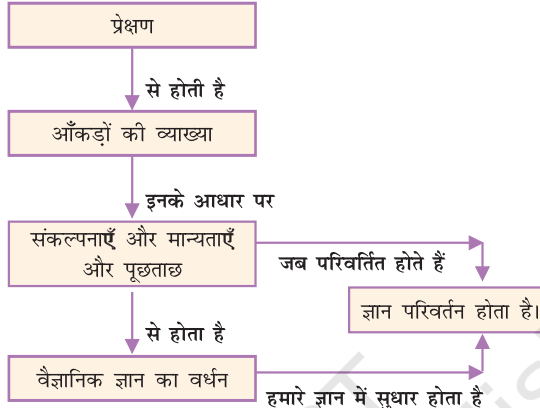 प्रेक्षण
से होती है
आँकड़ों की व्याख्या
इनके आधार पर
संकल्पनाएँ और मान्यताएँ
और पूछताछ
जब परिवर्तित होते हैं
ज्ञान परिवर्तन होता है।
से होता है
वैज्ञानिक ज्ञान का वर्धन
हमारे ज्ञान में सुधार होता है